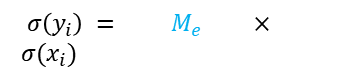 σ(yᵢ) = Mₑ ×
σ(xᵢ)